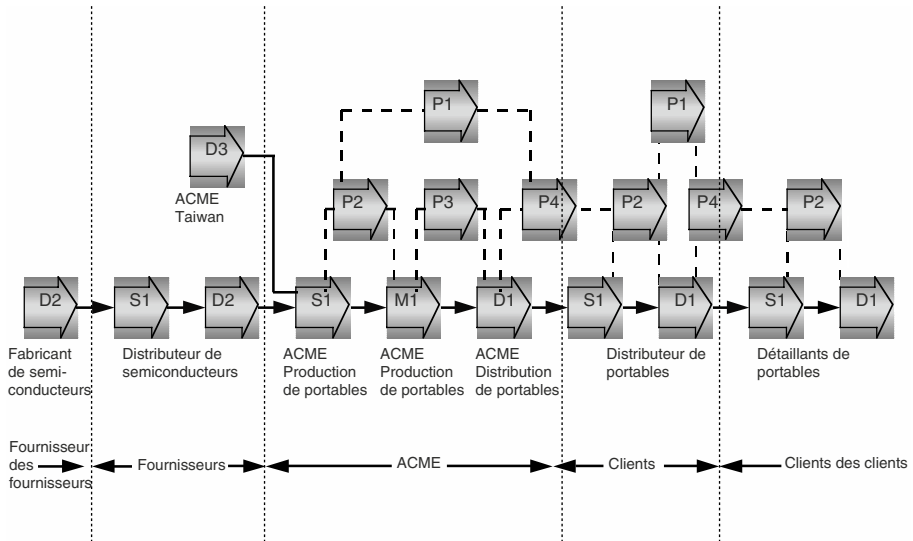 P1
P1
D3
ACME
Taiwan
P2
P3
P4
P2
P4
P2
D2
S1
D2
S1
M1
D1
S1
D1
S1
D1
Fabricant
de semi-
conducteurs
Distributeur de
semiconducteurs
ACME
Production
de portables
ACME
Production
de portables
ACME
Distribution
de portables
Distributeur de
portables
Détaillants de
portables
Fournisseur
des
fournisseurs
Fournisseurs
ACME
Clients
Clients des clients